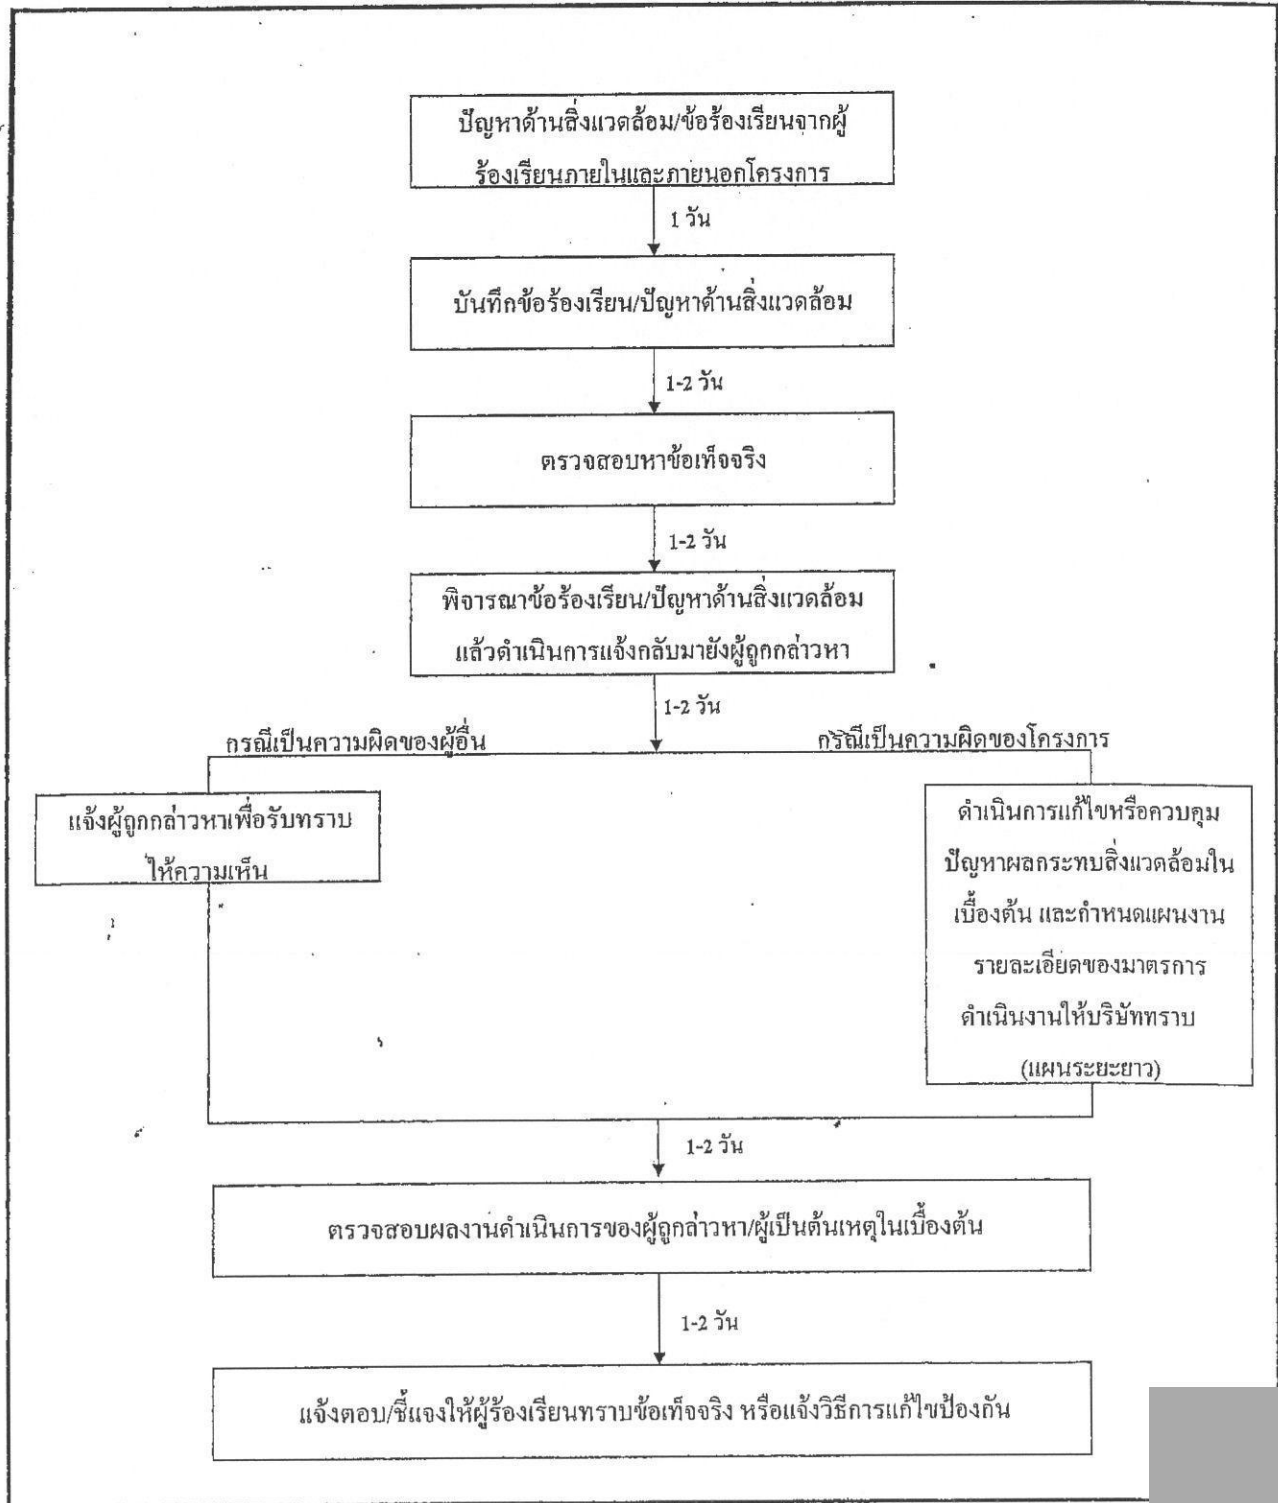 ปัญหาด้านสิ่งแวดล้อม/ข้อร้องเรียนจากผู้
ร้องเรียนภายในและภายนอกโครงการ
1 วัน
บันทึกข้อร้องเรียน/ปัญหาด้านสิ่งแวดล้อม
1-2 วัน
ตรวจสอบหาข้อเท็จจริง
1-2 วัน
พิจารณาข้อร้องเรียน/ปัญหาด้านสิ่งแวดล้อม
แล้วดำเนินการแจ้งกลับมายังผู้ถูกกล่าวหา
1-2 วัน
กรณีเป็นความผิดของผู้อื่น
กรณีเป็นความผิดของโครงการ
แจ้งผู้ถูกกล่าวหาเพื่อรับทราบ
ให้ความเห็น
ดำเนินการแก้ไขหรือควบคุม
ปัญหาผลกระทบสิ่งแวดล้อมใน
เบื้องต้น และกำหนดแผนงาน
รายละเอียดของมาตรการ
ดำเนินงานให้บริษัททราบ
(แผนระยะยาว)
1-2 วัน
ตรวจสอบผลงานดำเนินการของผู้ถูกกล่าวหา/ผู้เป็นต้นเหตุในเบื้องต้น
1-2 วัน
แจ้งตอบ/ชี้แจงให้ผู้ร้องเรียนทราบข้อเท็จจริง หรือแจ้งวิธีการแก้ไขป้องกัน